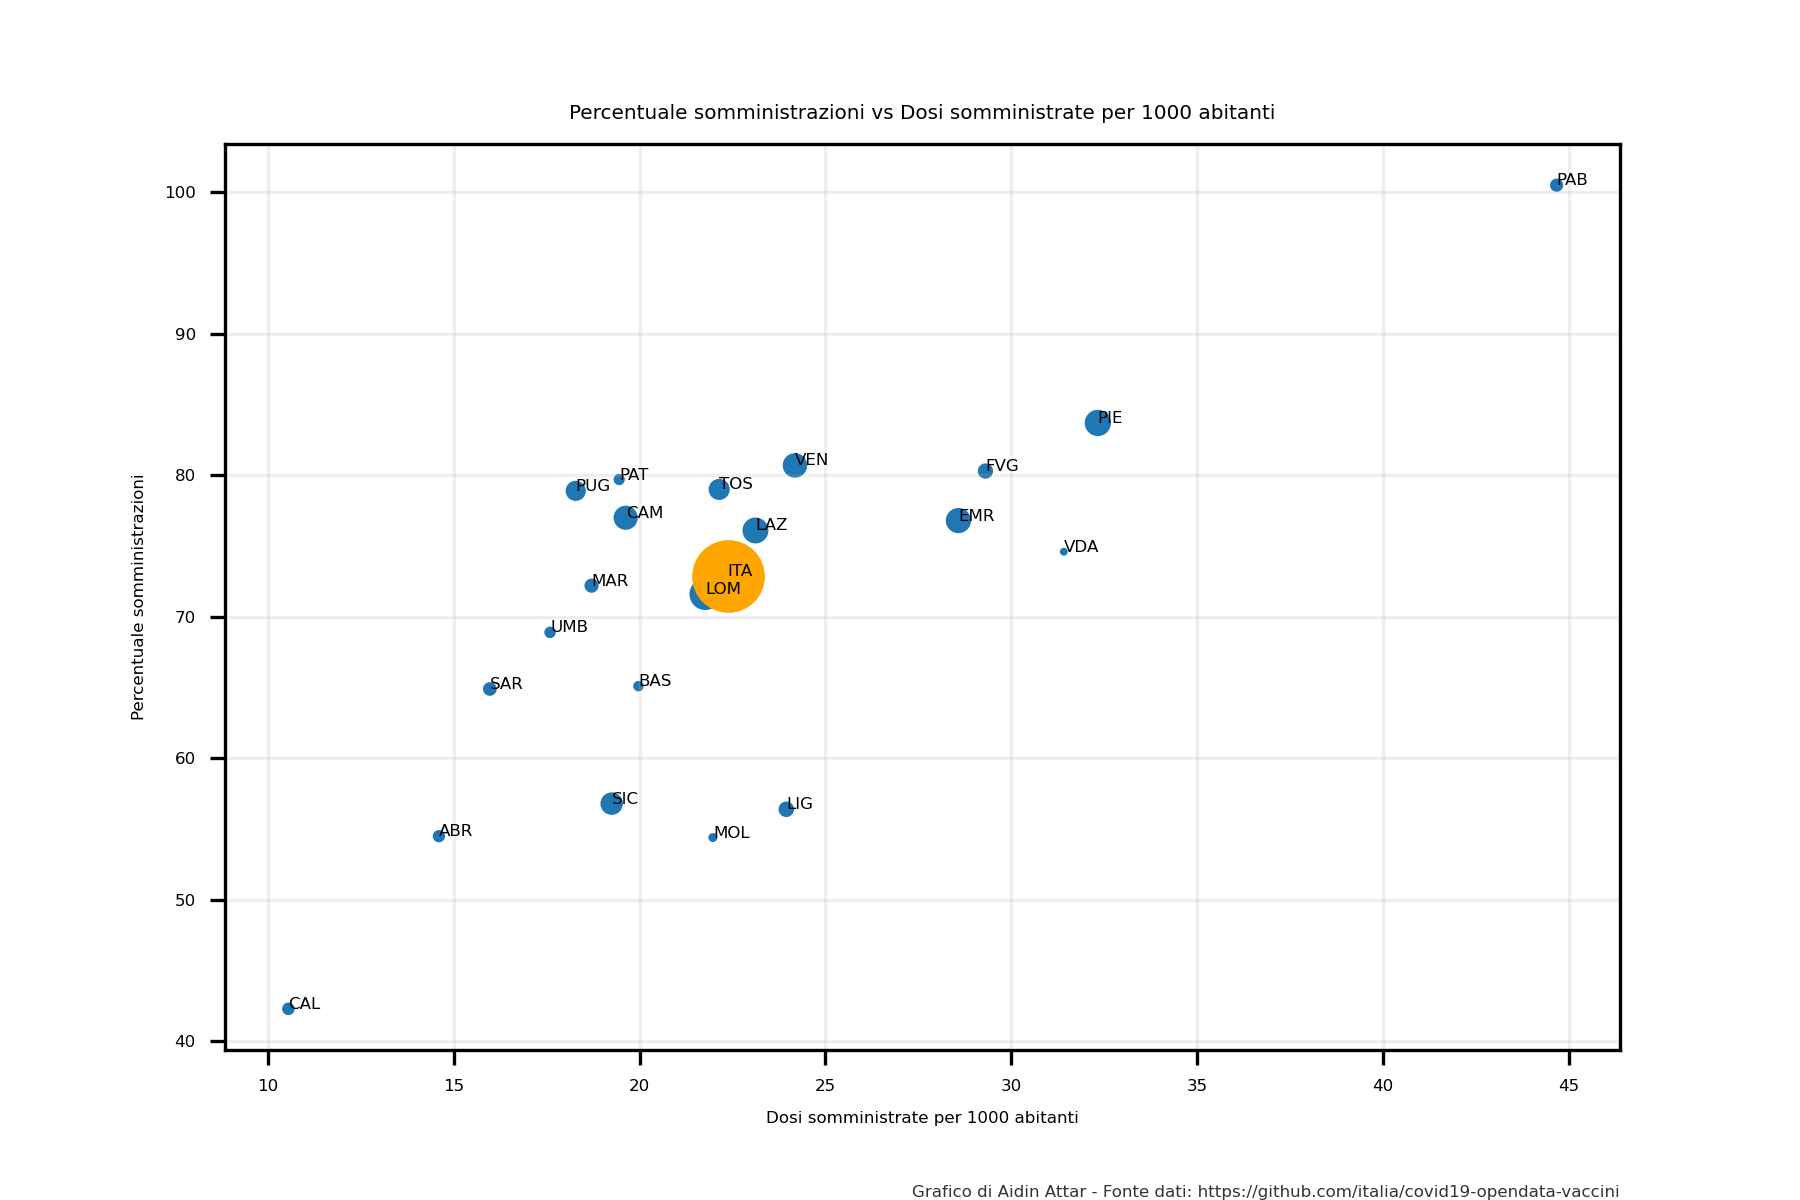 Percentuale somministrazioni vs Dosi somministrate per 1000 abitanti
100
90
80
70
60
50
40
Percentuale somministrazioni
PAB
PIE
VEN
FVG
PAT
TOS
PUG
CAM
EMR
LAZ
VDA
ITA
MAR
LOM
UMB
BAS
SAR
SIC
LIG
ABR
MOL
CAL
10 15 20 25 30 35 40 45
Dosi somministrate per 1000 abitanti
Grafico di Aidin Attar - Fonte dati: https://github.com/italia/covid19-opendata-vaccini